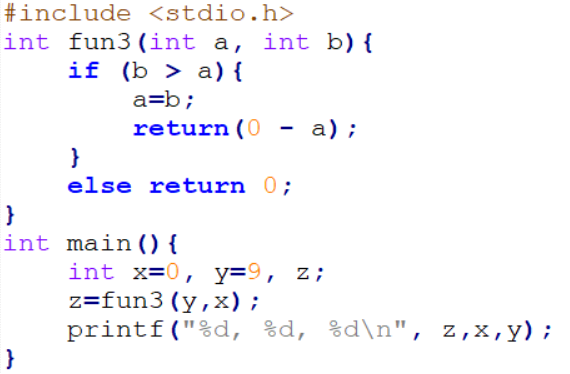 #include <stdio.h>
int fun3(int a, int b){
    if (b > a){
        a=b;
        return(0 - a);
    }
    else return 0;
}
int main(){
    int x=0, y=9, z;
    z=fun3(y,x);
    printf("%d, %d, %d\n", z,x,y);
}